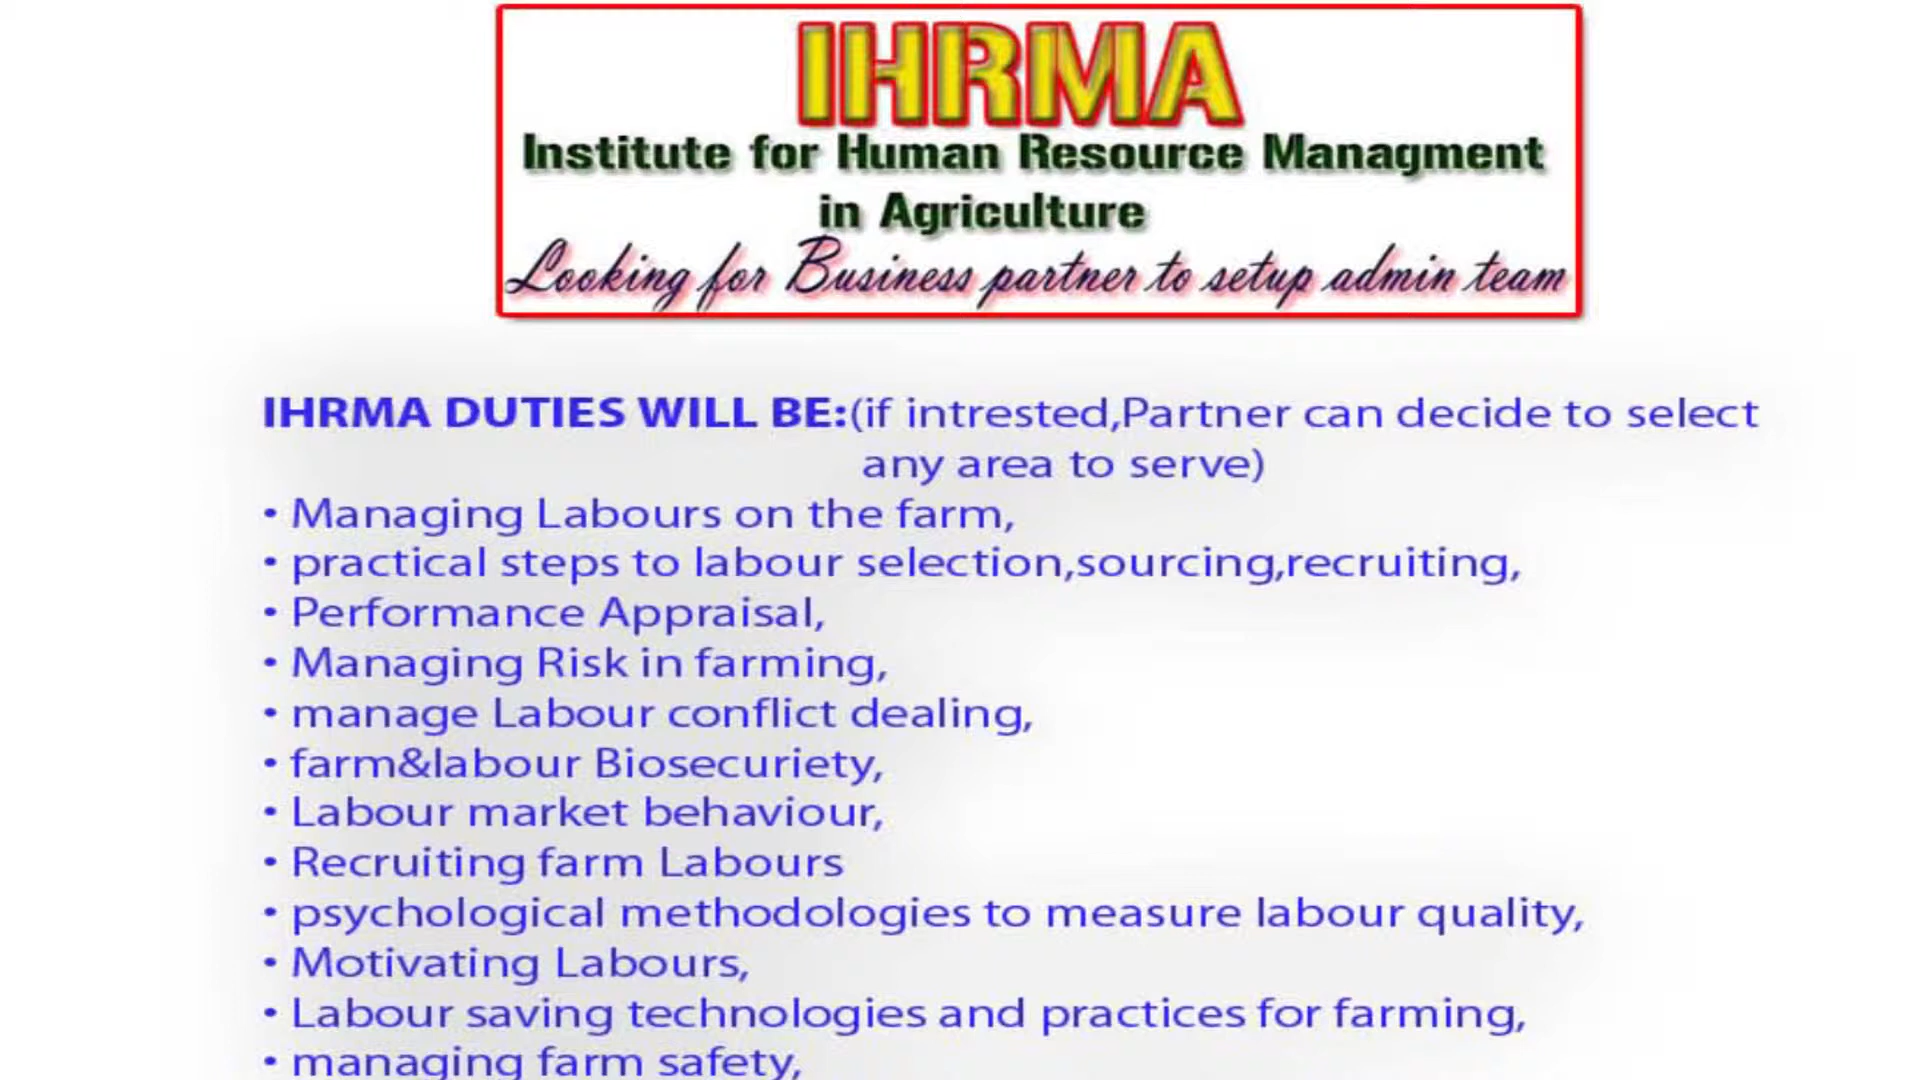 IHRMA
Institute for Human Resource Managment
in Agriculture
Looking for Business partner to setup admin team
IHRMA DUTIES WILL BE:(if intrested,Partner can decide to select
any area to serve)
• Managing Labours on the farm,
• practical steps to labour selection,sourcing,recruiting,
• Performance Appraisal,
• Managing Risk in farming,
• manage Labour conflict dealing,
• farm&labour Biosecuriety,
• Labour market behaviour,
• Recruiting farm Labours
• psychological methodologies to measure labour quality,
• Motivating Labours,
• Labour saving technologies and practices for farming,
• managing farm safety,